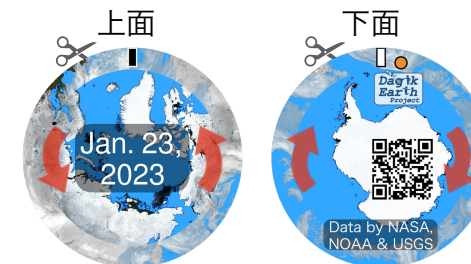 上面
下面
Jan. 23,
2023
Dagik
Earth
Project
Data by NASA,
NOAA & USGS